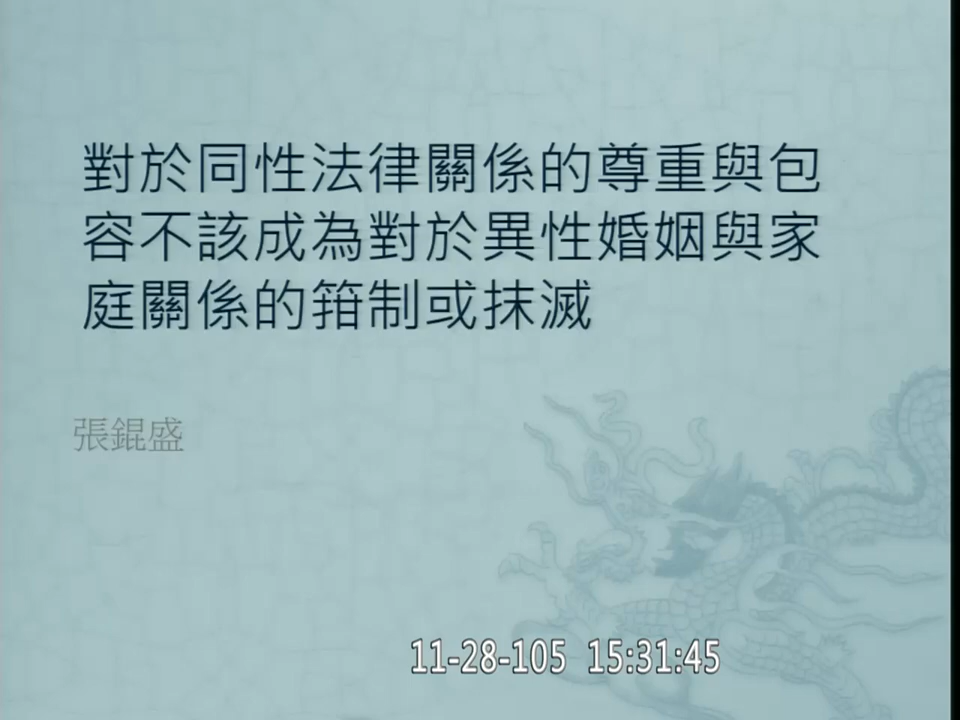 對於同性法律關係的尊重與包
容不該成為對於異性婚姻與家
庭關係的箝制或抹滅
張錕盛
11-28-105 15:31:45